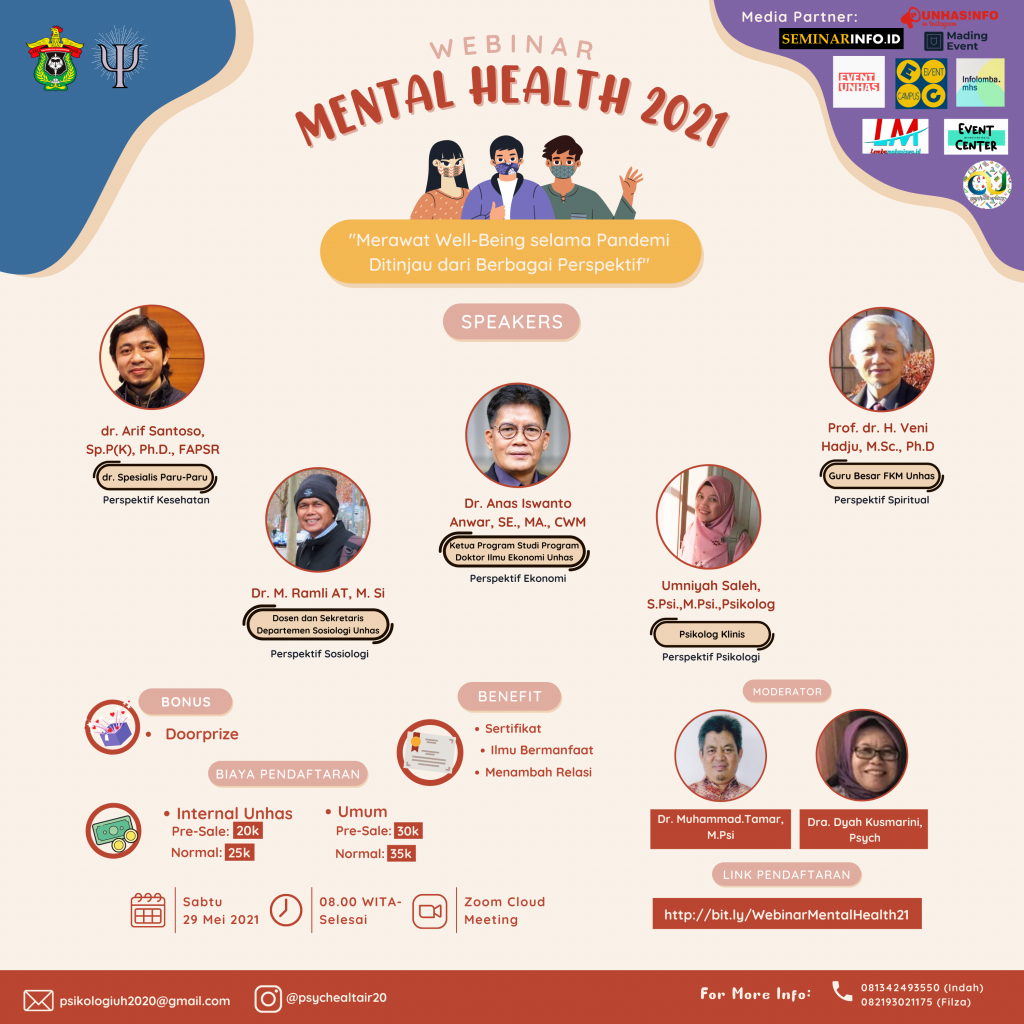 Media Partner:
UNHAS!NFO
SEMINARINFO.ID
Mading
Event
EVENT
UNHAS
EVENT
CAMPUS
Infolomba.
mhs
LM
EVENT
CENTER
WEBINAR
MENTAL HEALTH 2021
"Merawat Well-Being selama Pandemi
Ditinjau dari Berbagai Perspektif"
SPEAKERS
dr. Arif Santoso,
Sp.P(K), Ph.D., FAPSR
dr. Spesialis Paru-Paru
Perspektif Kesehatan
Dr. M. Ramli AT, M. Si
Dosen dan Sekretaris
Departemen Sosiologi Unhas
Perspektif Sosiologi
Dr. Anas Iswanto
Anwar, SE., MA., CWM
Ketua Program Studi Program
Doktor Ilmu Ekonomi Unhas
Perspektif Ekonomi
Umniyah Saleh,
S.Psi.,M.Psi.,Psikolog
Psikolog Klinis
Perspektif Psikologi
Prof. dr. H. Veni
Hadju, M.Sc., Ph.D
Guru Besar FKM Unhas
Perspektif Spiritual
BONUS
• Doorprize
BENEFIT
• Sertifikat
• Ilmu Bermanfaat
• Menambah Relasi
BIAYA PENDAFTARAN
• Internal Unhas
Pre-Sale: 20k
Normal: 25k
• Umum
Pre-Sale: 30k
Normal: 35k
MODERATOR
Dr. Muhammad.Tamar,
M.Psi
Dra. Dyah Kusmarini,
Psych
LINK PENDAFTARAN
http://bit.ly/WebinarMentalHealth21
Sabtu
29 Mei 2021
08.00 WITA-
Selesai
Zoom Cloud
Meeting
psikologiuh2020@gmail.com
@psychealtair20
For More Info:
081342493550 (Indah)
082193021175 (Filza)